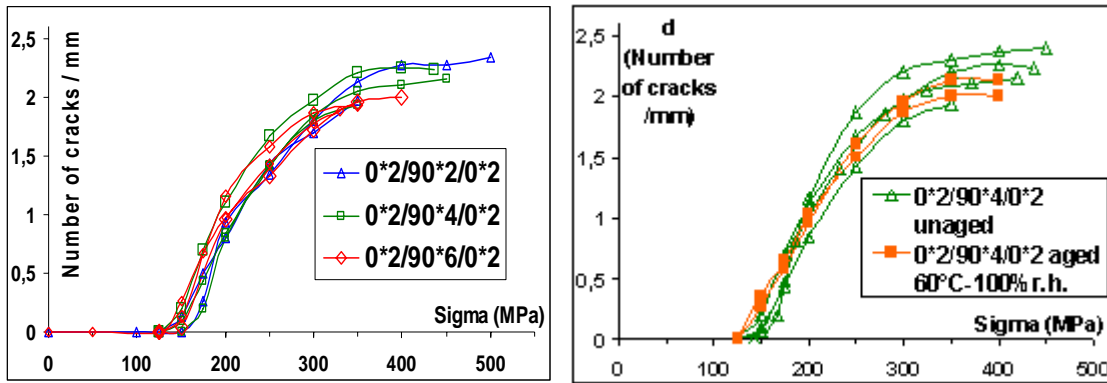 Number of cracks / mm
2,5
2
1,5
1
0,5
0
0
100
200
300
400
500
Sigma (MPa)
0*2/90*2/0*2
0*2/90*4/0*2
0*2/90*6/0*2
d
(Number
of cracks
/mm)
2,5
2
1,5
1
0,5
0
0
100
200
300
400
500
Sigma (MPa)
0*2/90*4/0*2
unaged
0*2/90*4/0*2 aged
60°C-100% r.h.